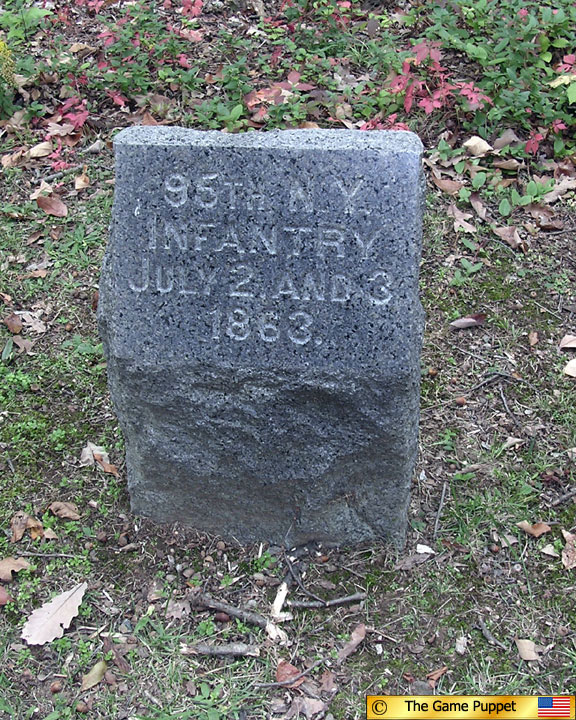 95TH N.Y.
INFANTRY
JULY 2. AND 3
1863.
© The Game Puppet